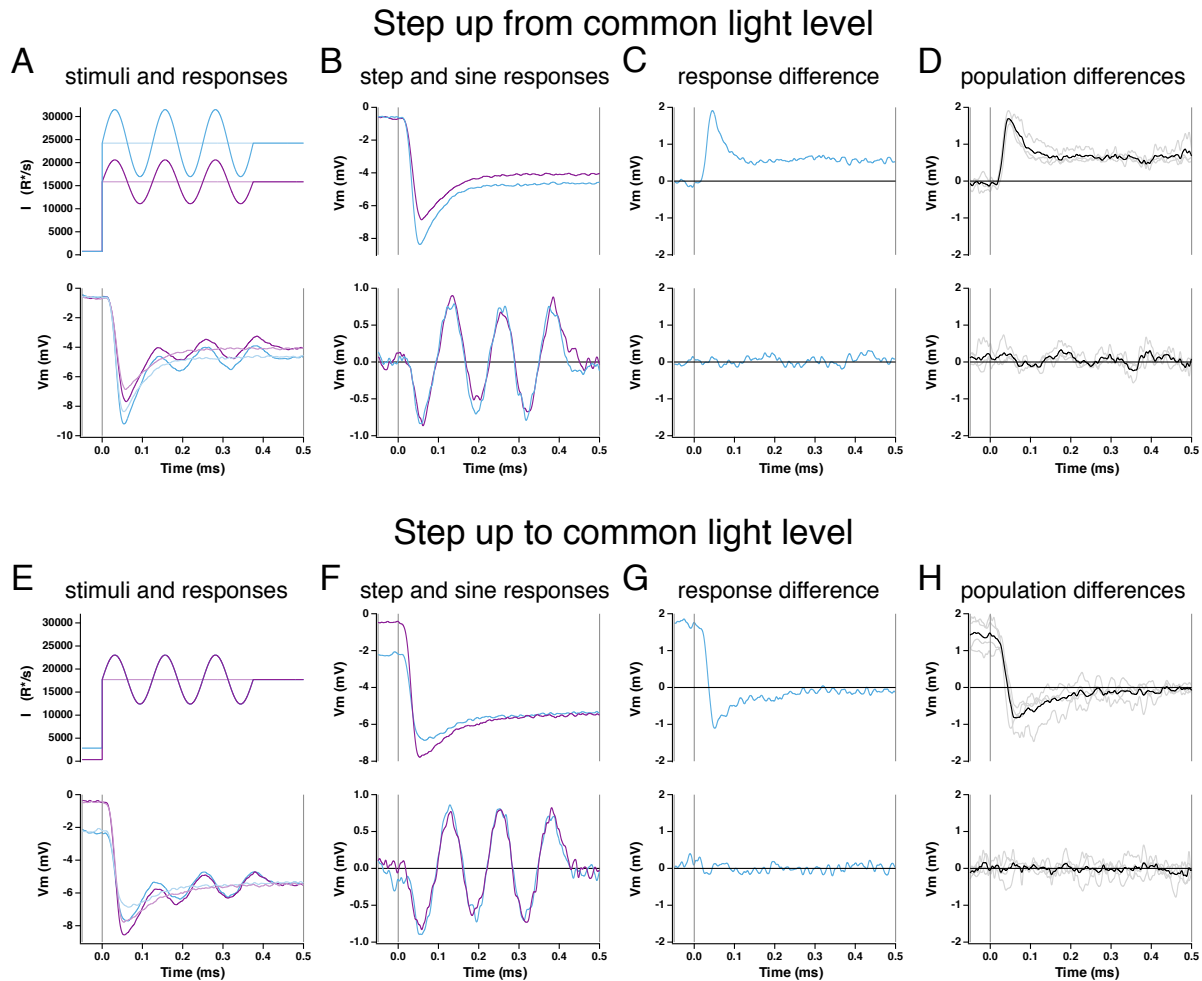 Step up from common light level
A
stimuli and responses
B
step and sine responses
C
response difference
D
population differences
I (R*/s)
30000
25000
20000
15000
10000
5000
0
Vm (mV)
0
-2
-4
-6
-8
Vm (mV)
2
1
0
-1
-2
Vm (mV)
2
1
0
-1
-2
Vm (mV)
0
-2
-4
-6
-8
-10
0.0 0.1 0.2 0.3 0.4 0.5
Time (ms)
Vm (mV)
1.0
0.5
0.0
-0.5
-1.0
0.0 0.1 0.2 0.3 0.4 0.5
Time (ms)
Vm (mV)
2
1
0
-1
-2
0.0 0.1 0.2 0.3 0.4 0.5
Time (ms)
Vm (mV)
2
1
0
-1
-2
0.0 0.1 0.2 0.3 0.4 0.5
Time (ms)
Step up to common light level
E
stimuli and responses
F
step and sine responses
G
response difference
H
population differences
I (R*/s)
30000
25000
20000
15000
10000
5000
0
Vm (mV)
0
-2
-4
-6
-8
Vm (mV)
2
1
0
-1
-2
Vm (mV)
2
1
0
-1
-2
Vm (mV)
0
-2
-4
-6
-8
0.0 0.1 0.2 0.3 0.4 0.5
Time (ms)
Vm (mV)
1.0
0.5
0.0
-0.5
-1.0
0.0 0.1 0.2 0.3 0.4 0.5
Time (ms)
Vm (mV)
2
1
0
-1
-2
0.0 0.1 0.2 0.3 0.4 0.5
Time (ms)
Vm (mV)
2
1
0
-1
-2
0.0 0.1 0.2 0.3 0.4 0.5
Time (ms)